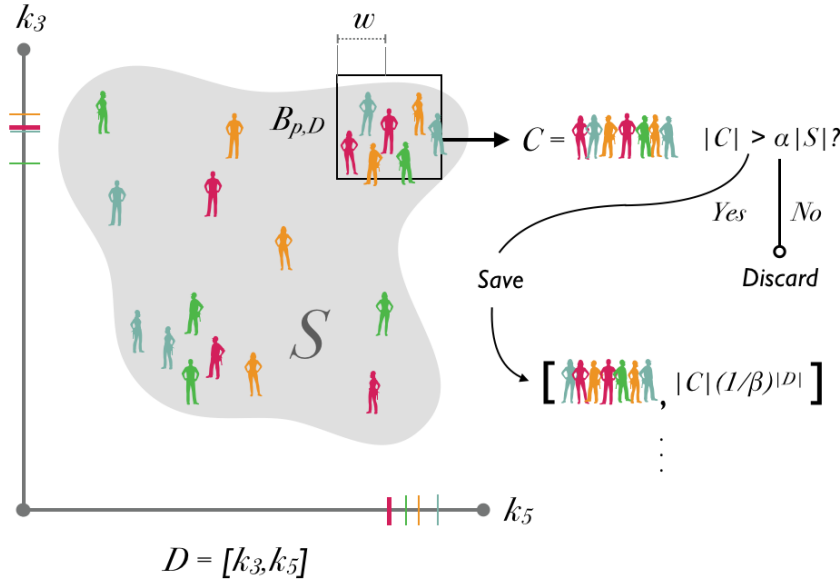 k₃
w
Bₚ,D
C =
|C| > α|S|?
Yes
No
Save
Discard
S
[ , |C|(1/β)^|D| ]
k₅
D = [k₃,k₅]